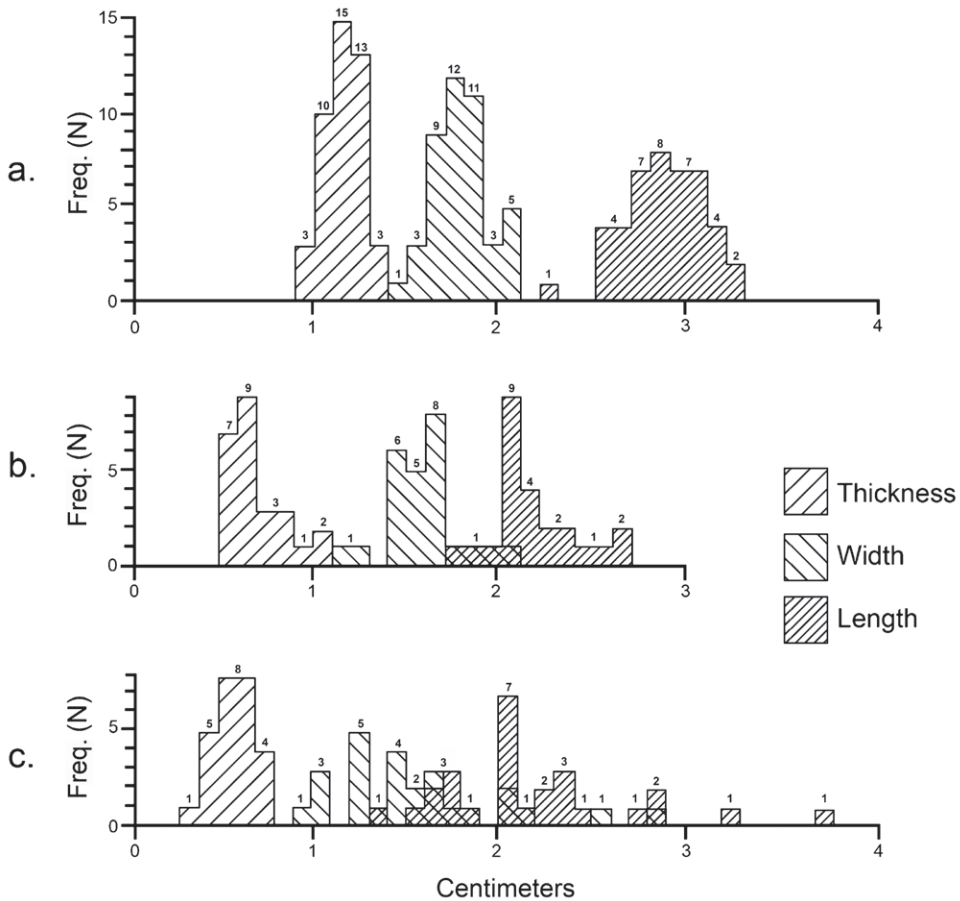 a.
Freq. (N)
15
10
5
0
3 10 15 13 3 1 3 9 12 11 3 5 1 4 7 8 7 4 2
0 1 2 3 4
b.
Freq. (N)
5
0
7 9 3 1 2 1 6 5 8 1 9 4 2 1 2
0 1 2 3
Thickness
Width
Length
c.
Freq. (N)
5
0
1 5 8 4 1 3 5 1 4 2 3 1 7 1 2 3 1 1 1 2 1 1
0 1 2 3 4
Centimeters